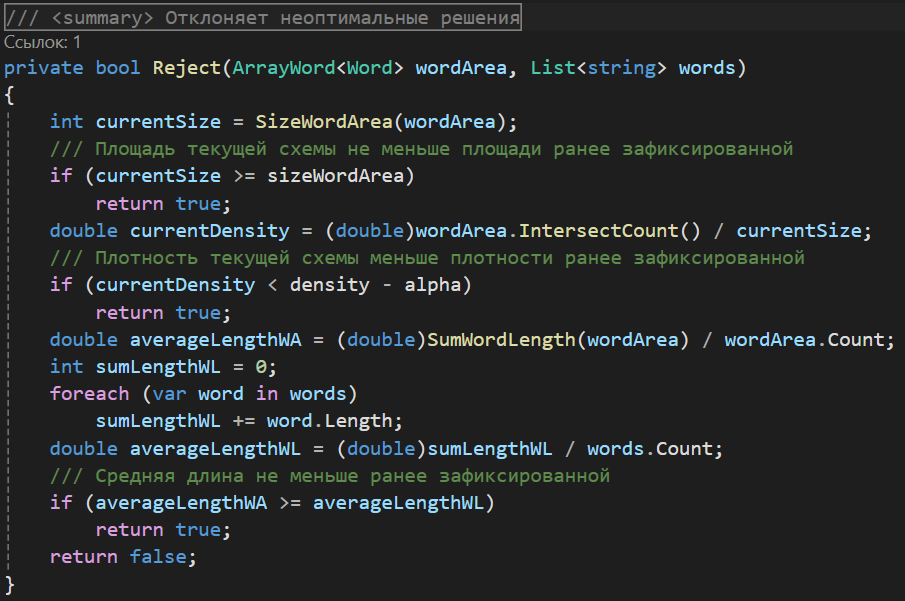 /// <summary> Отклоняет неоптимальные решения
Ссылок: 1
private bool Reject(ArrayWord<Word> wordArea, List<string> words)
{
    int currentSize = SizeWordArea(wordArea);
    /// Площадь текущей схемы не меньше площади ранее зафиксированной
    if (currentSize >= sizeWordArea)
        return true;
    double currentDensity = (double)wordArea.IntersectCount() / currentSize;
    /// Плотность текущей схемы меньше плотности ранее зафиксированной
    if (currentDensity < density - alpha)
        return true;
    double averageLengthWA = (double)SumWordLength(wordArea) / wordArea.Count;
    int sumLengthWL = 0;
    foreach (var word in words)
        sumLengthWL += word.Length;
    double averageLengthWL = (double)sumLengthWL / words.Count;
    /// Средняя длина не меньше ранее зафиксированной
    if (averageLengthWA >= averageLengthWL)
        return true;
    return false;
}